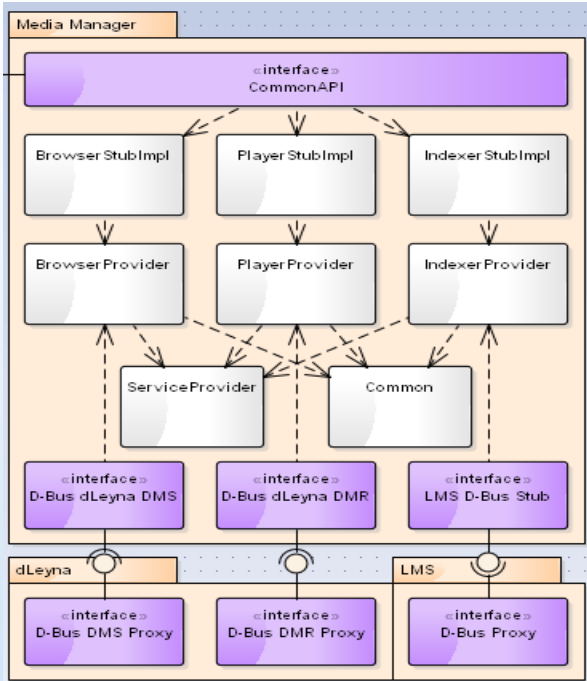 Media Manager
«interface»
CommonAPI
BrowserStubImpl
PlayerStubImpl
IndexerStubImpl
BrowserProvider
PlayerProvider
IndexerProvider
ServiceProvider
Common
«interface»
D-Bus dLeyna DMS
«interface»
D-Bus dLeyna DMR
«interface»
LMS D-Bus Stub
dLeyna
LMS
«interface»
D-Bus DMS Proxy
«interface»
D-Bus DMR Proxy
«interface»
D-Bus Proxy